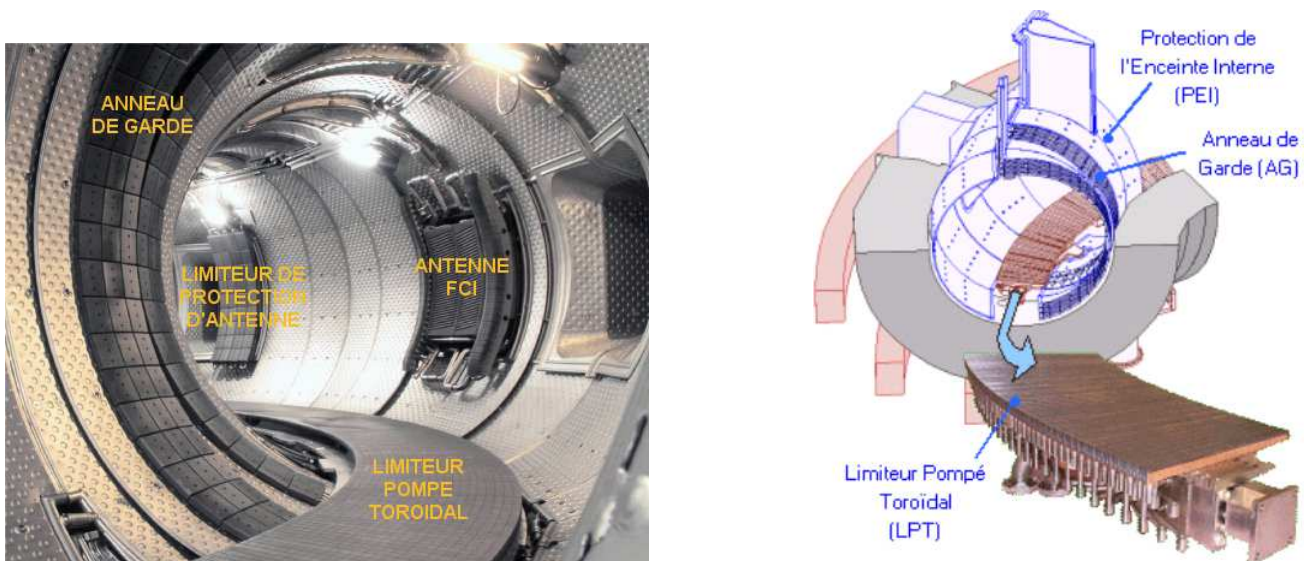 ANNEAU
DE GARDE
LIMITEUR DE
PROTECTION
D'ANTENNE
ANTENNE
FCI
LIMITEUR
POMPE
TOROIDAL
Protection de
l'Enceinte Interne
(PEI)
Anneau de
Garde (AG)
Limiteur Pompé
Toroïdal
(LPT)